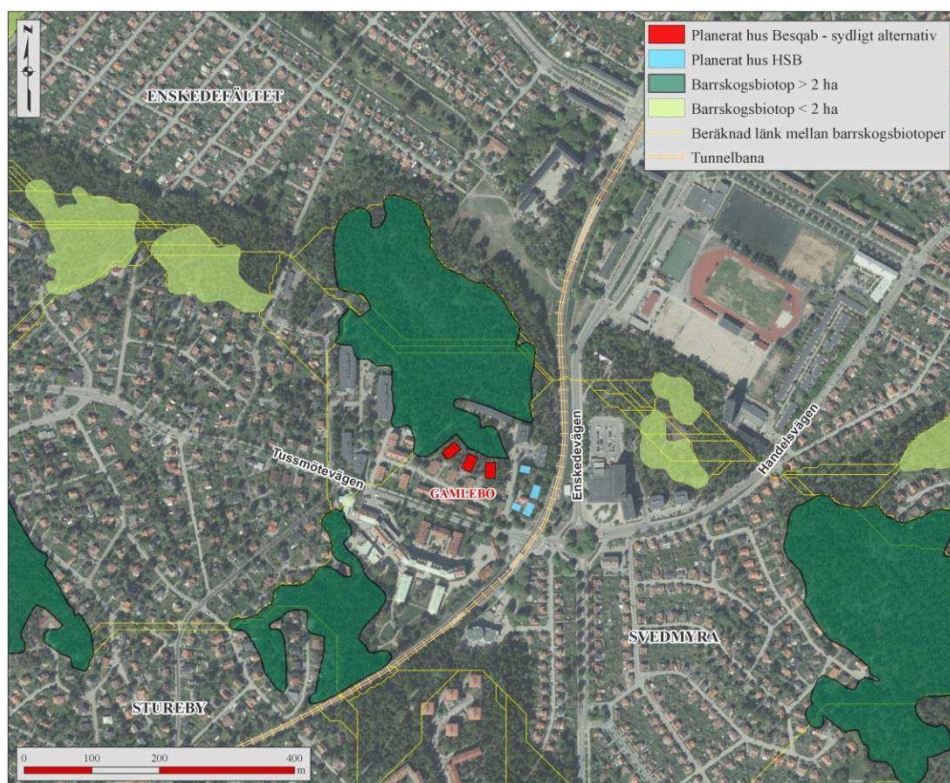 N
Planerat hus Besqab - sydligt alternativ
Planerat hus HSB
Barrskogsbiotop > 2 ha
Barrskogsbiotop < 2 ha
Beräknad länk mellan barrskogsbiotoper
Tunnelbana
ENSKEDEFÄLTET
Enskedevägen
Handelsvägen
Tussmötevägen
GAMLEBO
SVEDMYRA
STUREBY
0 100 200 400
m